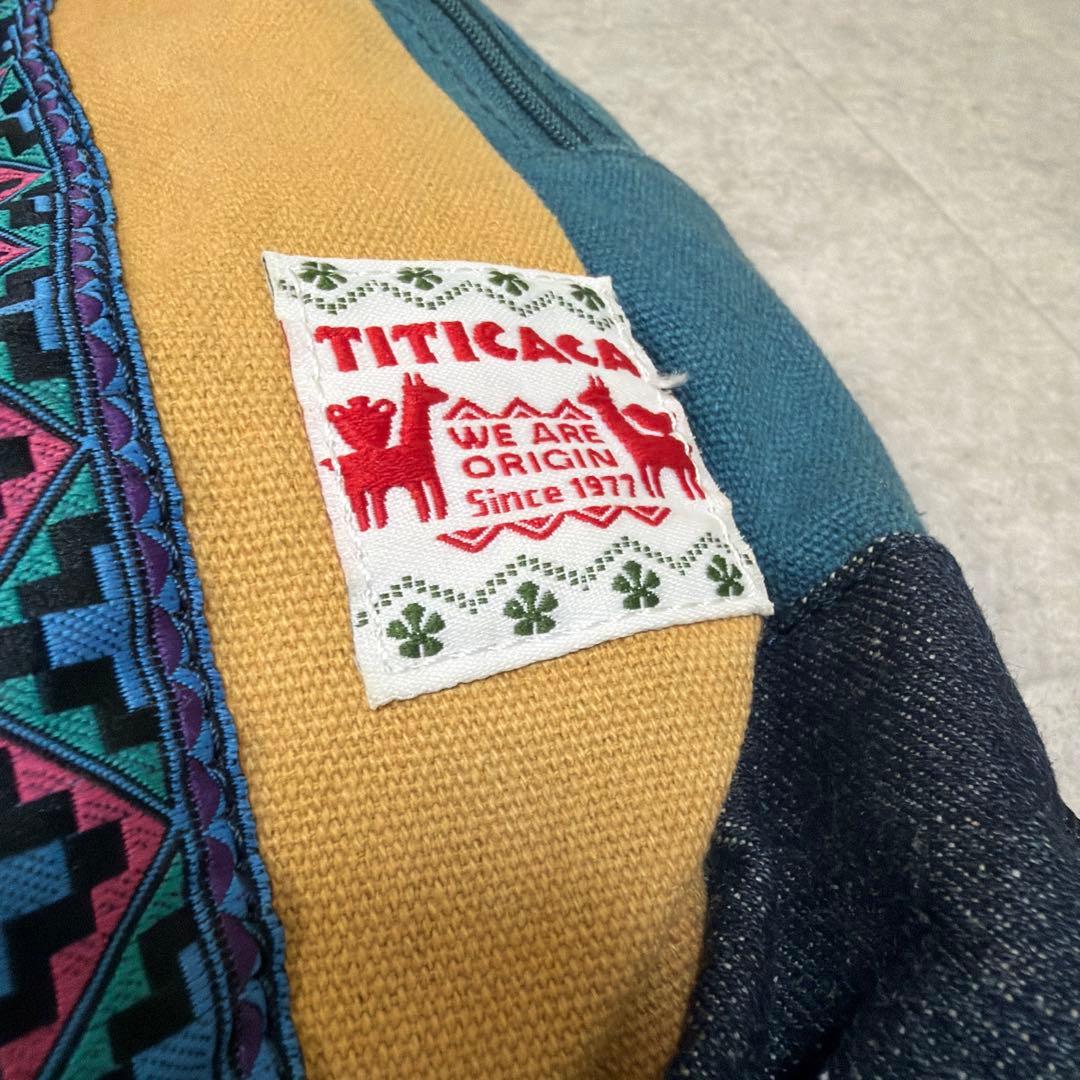 TITICACA
WE ARE
ORIGIN
Since 1977